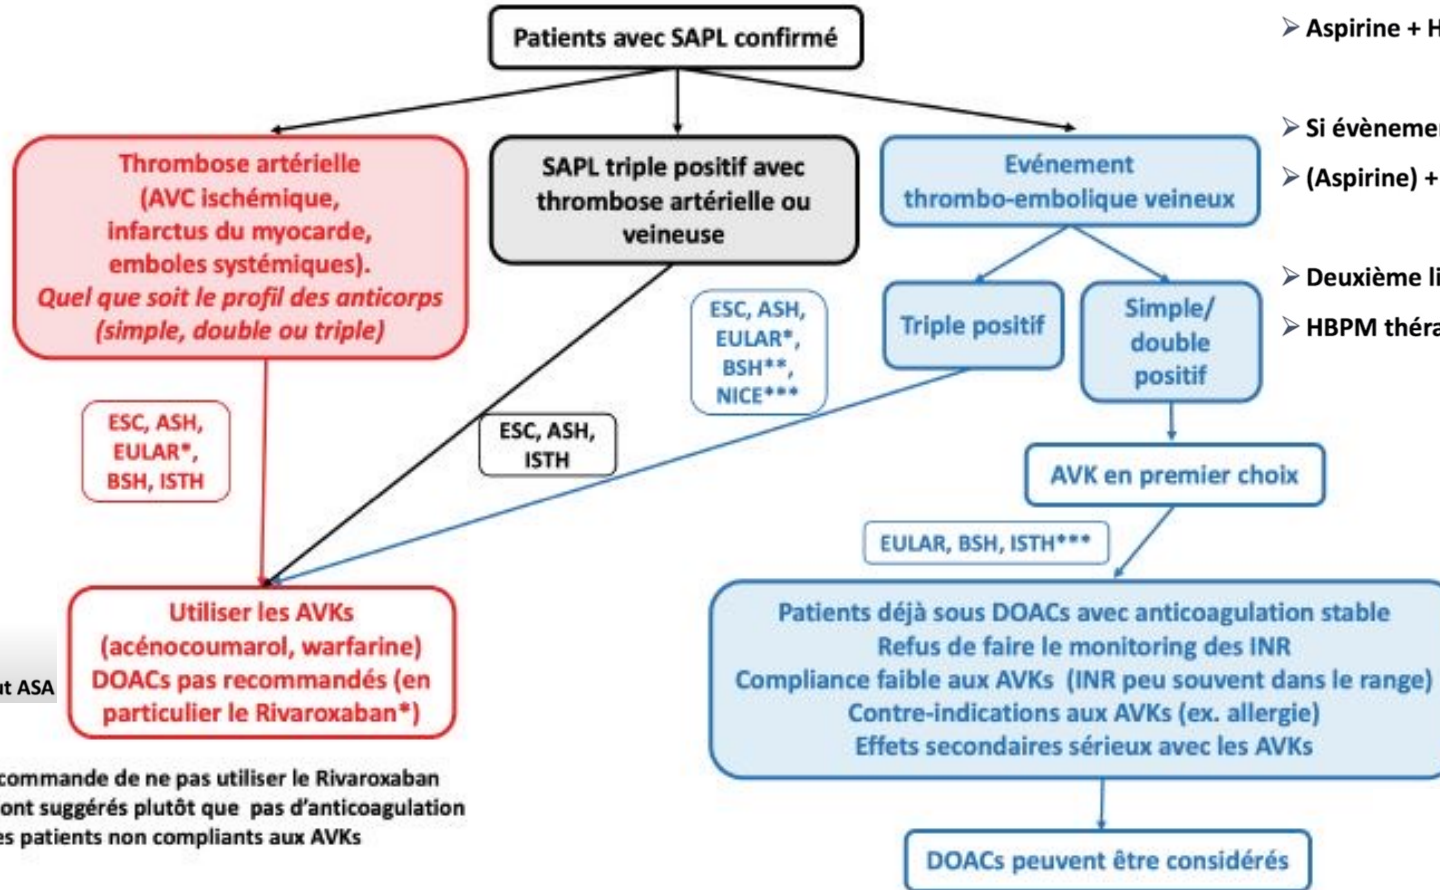 Patients avec SAPL confirmé
Thrombose artérielle
(AVC ischémique,
infarctus du myocarde,
emboles systémiques).
Quel que soit le profil des anticorps
(simple, double ou triple)
SAPL triple positif avec
thrombose artérielle ou
veineuse
Evénement
thrombo-embolique veineux
Triple positif
Simple/
double
positif
ESC, ASH,
EULAR*,
BSH**,
NICE***
ESC, ASH,
EULAR*,
BSH, ISTH
ESC, ASH,
ISTH
AVK en premier choix
EULAR, BSH, ISTH***
Utiliser les AVKs
(acénocoumarol, warfarine)
DOACs pas recommandés (en
particulier le Rivaroxaban*)
Patients déjà sous DOACs avec anticoagulation stable
Refus de faire le monitoring des INR
Compliance faible aux AVKs (INR peu souvent dans le range)
Contre-indications aux AVKs (ex. allergie)
Effets secondaires sérieux avec les AVKs
DOACs peuvent être considérés
ASA
de ne pas utiliser le Rivaroxaban
suggérés plutôt que pas d'anticoagulation
patients non compliants aux AVKs
➢ Aspirine +
➢ Si
➢ (Aspirine) +
➢ Deuxième
➢ HBPM